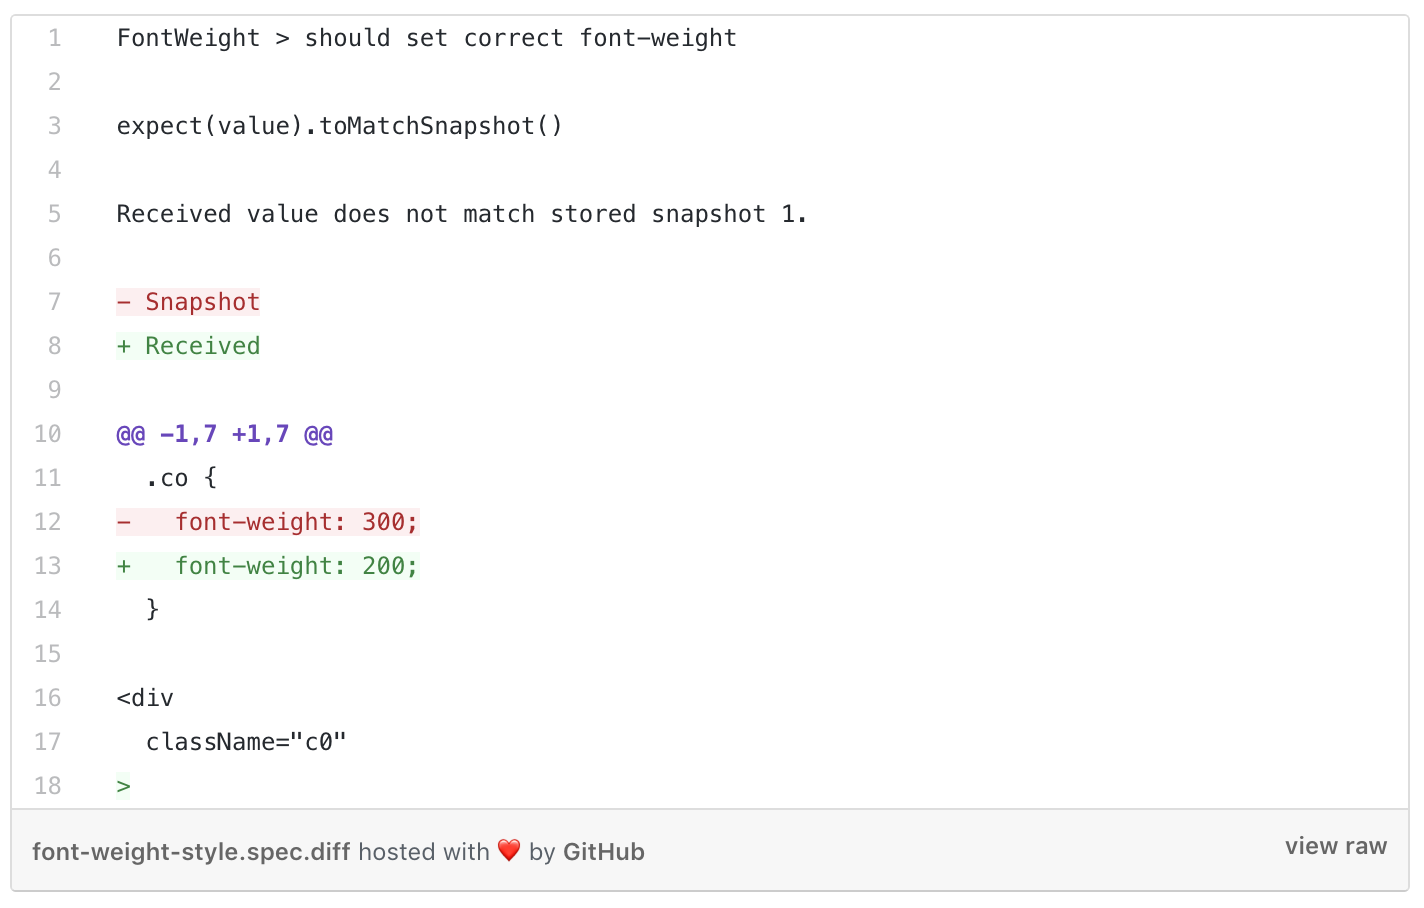 1 FontWeight > should set correct font-weight
2
3 expect(value).toMatchSnapshot()
4
5 Received value does not match stored snapshot 1.
6
7 - Snapshot
8 + Received
9
10 @@ -1,7 +1,7 @@
11 .co {
12 - font-weight: 300;
13 + font-weight: 200;
14 }
15
16 <div
17 className="c0"
18 >
font-weight-style.spec.diff hosted with ❤ by GitHub view raw